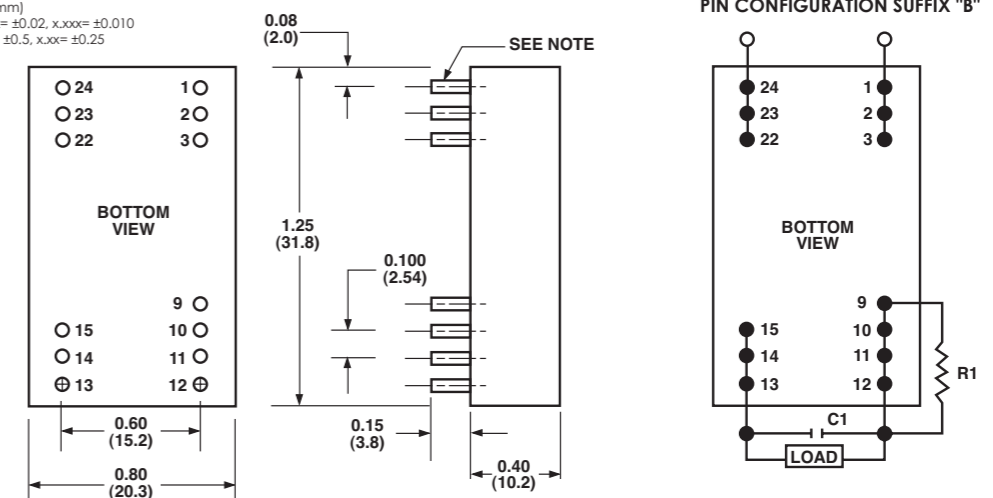 mm)
= ±0.02, x.xxx= ±0.010
±0.5, x.xx= ±0.25
PIN CONFIGURATION SUFFIX "B"
0.08
(2.0)
SEE NOTE
24 1
23 2
22 3
BOTTOM
VIEW
9
15 10
14 11
13 12
0.60
(15.2)
0.80
(20.3)
1.25
(31.8)
0.100
(2.54)
0.15
(3.8)
0.40
(10.2)
24 1
23 2
22 3
BOTTOM
VIEW
9
15 10
14 11
13 12
R1
C1
LOAD